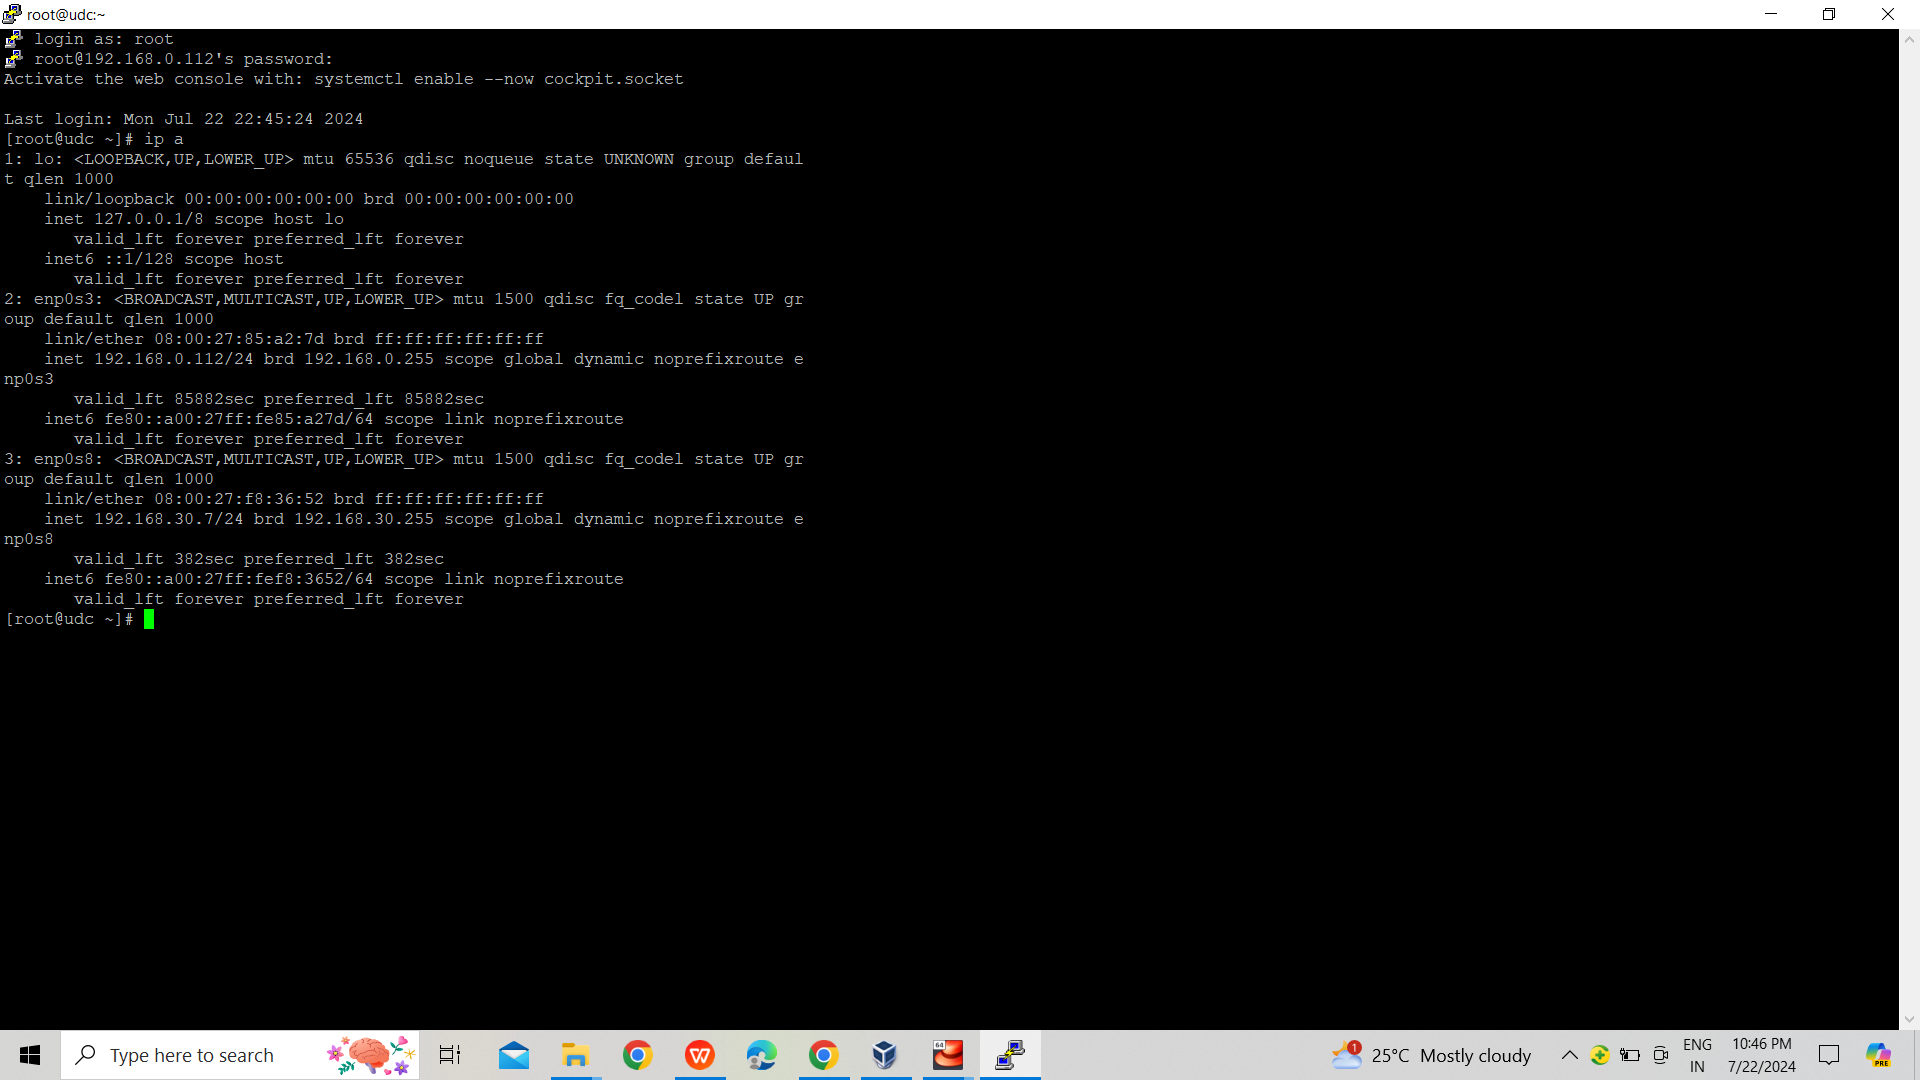 root@udc:~
login as: root
root@192.168.0.112's password:
Activate the web console with: systemctl enable --now cockpit.socket
Last login: Mon Jul 22 22:45:24 2024
[root@udc ~]# ip a
1: lo: <LOOPBACK,UP,LOWER_UP> mtu 65536 qdisc noqueue state UNKNOWN group defaul
t qlen 1000
    link/loopback 00:00:00:00:00:00 brd 00:00:00:00:00:00
    inet 127.0.0.1/8 scope host lo
       valid_lft forever preferred_lft forever
    inet6 ::1/128 scope host
       valid_lft forever preferred_lft forever
2: enp0s3: <BROADCAST,MULTICAST,UP,LOWER_UP> mtu 1500 qdisc fq_codel state UP gr
oup default qlen 1000
    link/ether 08:00:27:85:a2:7d brd ff:ff:ff:ff:ff:ff
    inet 192.168.0.112/24 brd 192.168.0.255 scope global dynamic noprefixroute e
np0s3
       valid_lft 85882sec preferred_lft 85882sec
    inet6 fe80::a00:27ff:fe85:a27d/64 scope link noprefixroute
       valid_lft forever preferred_lft forever
3: enp0s8: <BROADCAST,MULTICAST,UP,LOWER_UP> mtu 1500 qdisc fq_codel state UP gr
oup default qlen 1000
    link/ether 08:00:27:f8:36:52 brd ff:ff:ff:ff:ff:ff
    inet 192.168.30.7/24 brd 192.168.30.255 scope global dynamic noprefixroute e
np0s8
       valid_lft 382sec preferred_lft 382sec
    inet6 fe80::a00:27ff:fef8:3652/64 scope link noprefixroute
       valid_lft forever preferred_lft forever
[root@udc ~]#
Type here to search
64
1
25°C Mostly cloudy
ENG
IN
10:46 PM
7/22/2024
PRE